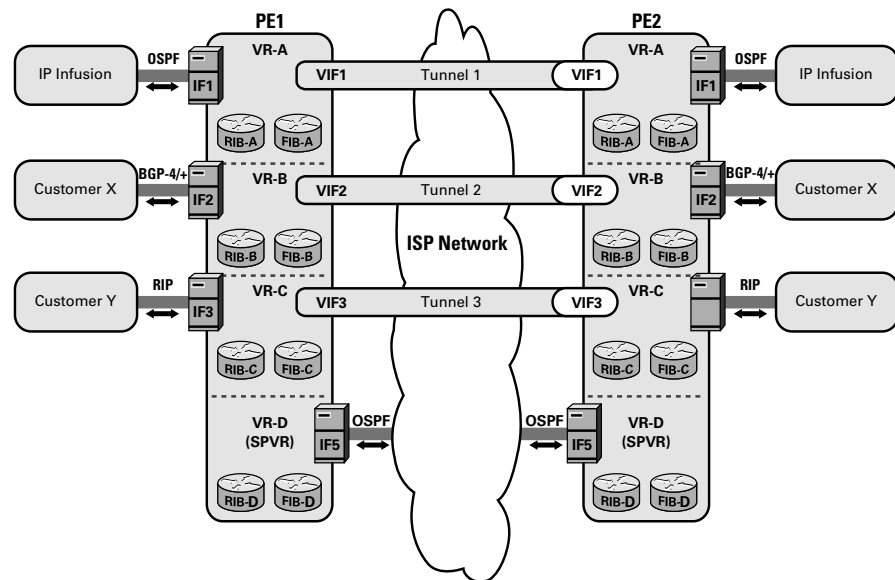 PE1
PE2
VR-A
VR-A
OSPF
OSPF
IP Infusion
IF1
VIF1
Tunnel 1
VIF1
IF1
IP Infusion
RIB-A
FIB-A
RIB-A
FIB-A
BGP-4/+
VR-B
VR-B
BGP-4/+
Customer X
IF2
VIF2
Tunnel 2
VIF2
IF2
Customer X
ISP Network
RIB-B
FIB-B
RIB-B
FIB-B
RIP
VR-C
VR-C
RIP
Customer Y
IF3
VIF3
Tunnel 3
VIF3
Customer Y
RIB-C
FIB-C
RIB-C
FIB-C
VR-D
(SPVR)
IF5
OSPF
OSPF
IF5
VR-D
(SPVR)
RIB-D
FIB-D
RIB-D
FIB-D